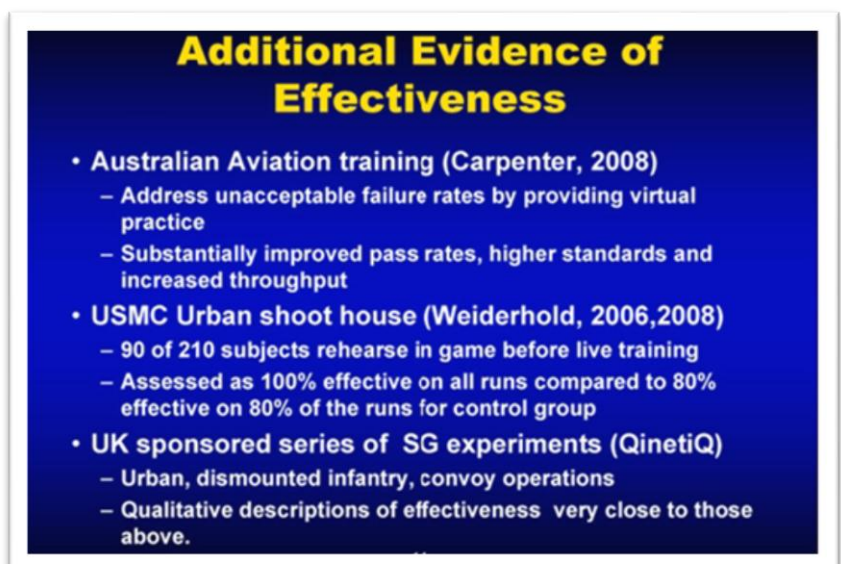 Additional Evidence of
Effectiveness
• Australian Aviation training (Carpenter, 2008)
– Address unacceptable failure rates by providing virtual
practice
– Substantially improved pass rates, higher standards and
increased throughput
• USMC Urban shoot house (Weiderhold, 2006,2008)
– 90 of 210 subjects rehearse in game before live training
– Assessed as 100% effective on all runs compared to 80%
effective on 80% of the runs for control group
• UK sponsored series of SG experiments (QinetiQ)
– Urban, dismounted infantry, convoy operations
– Qualitative descriptions of effectiveness very close to those
above.